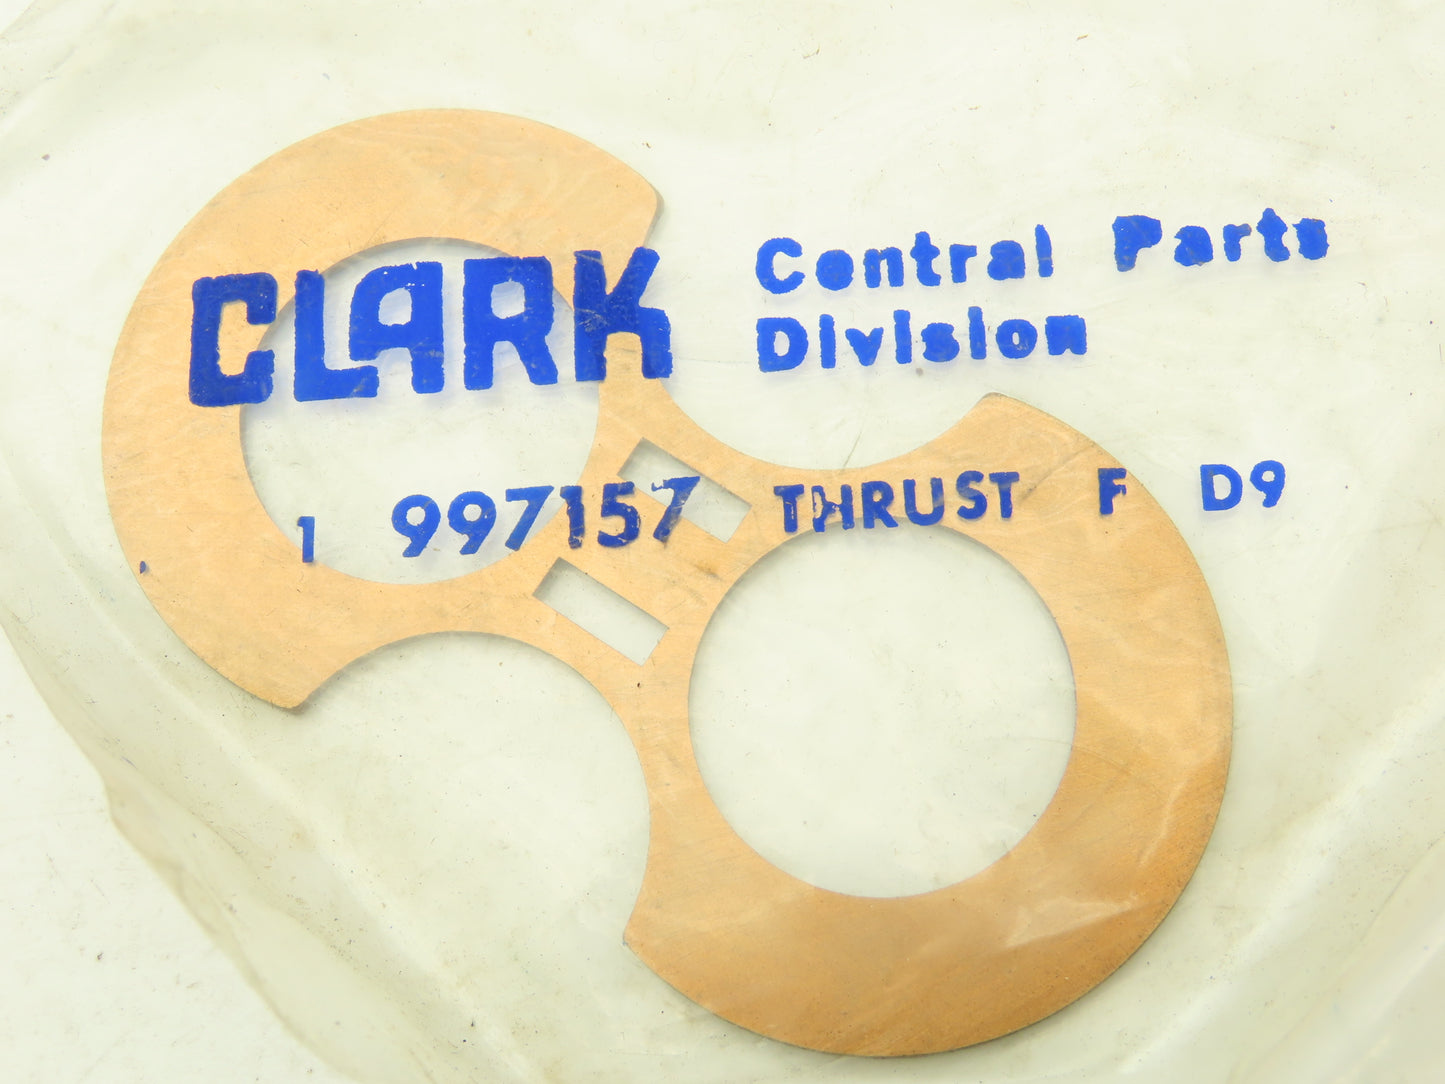 CLARK Central Parts
Division
1 997157 THRUST F D9